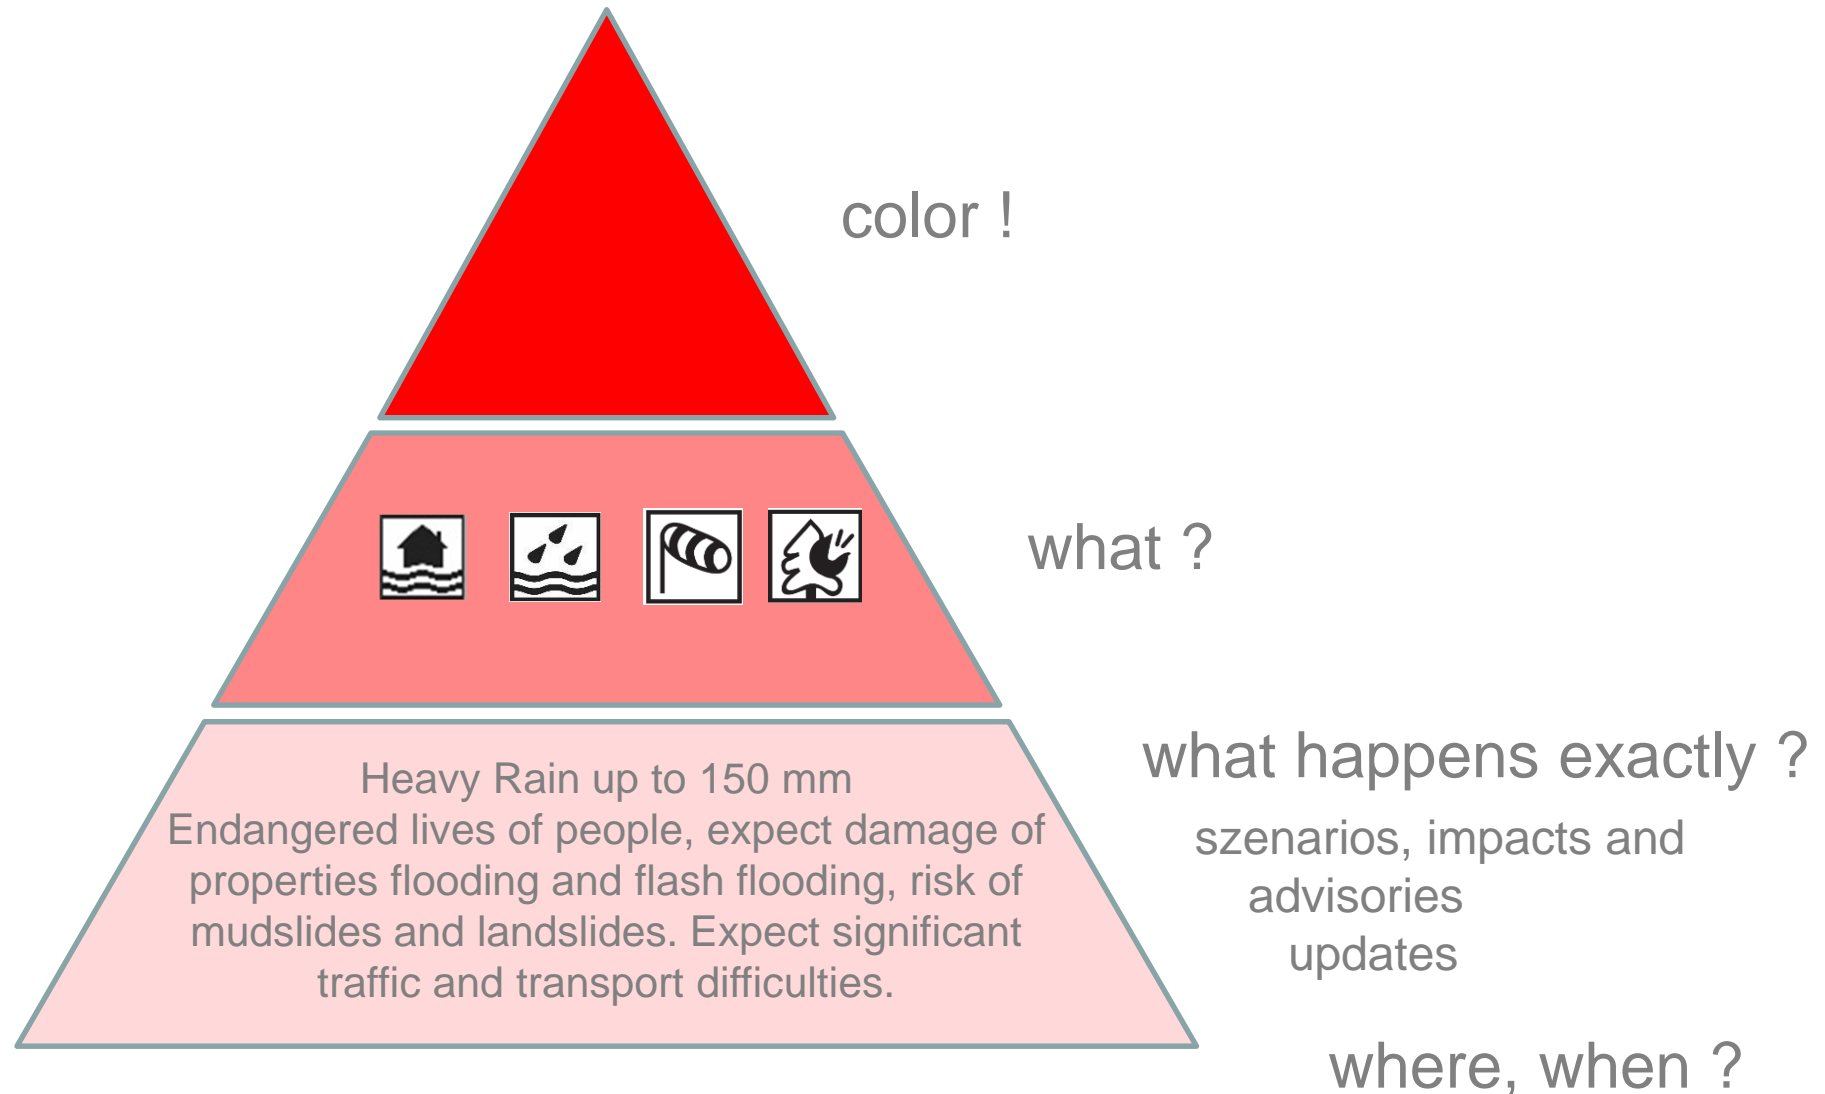 color !
what ?
what happens exactly ?
Heavy Rain up to 150 mm
Endangered lives of people, expect damage of
properties flooding and flash flooding, risk of
mudslides and landslides. Expect significant
traffic and transport difficulties.
szenarios, impacts and
advisories
updates
where, when ?